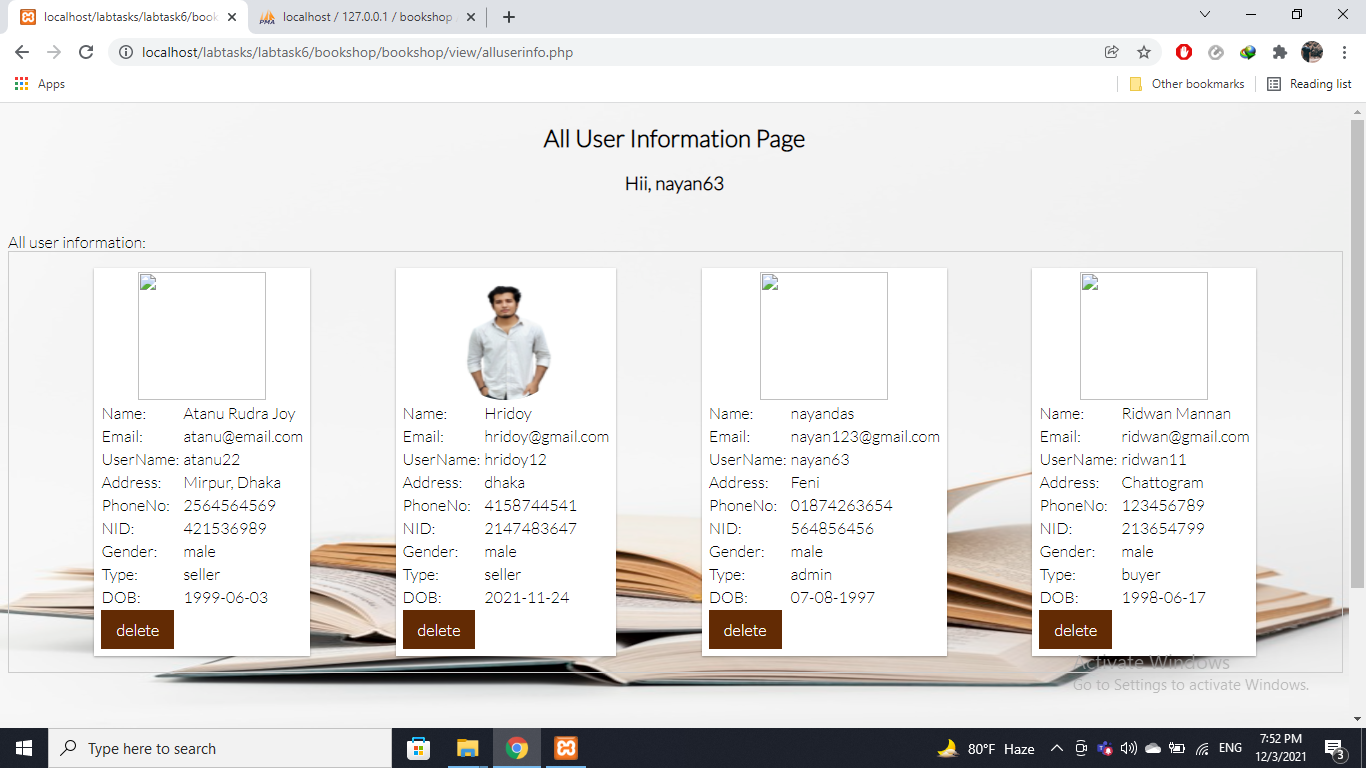 localhost/labtasks/labtask6/book
localhost / 127.0.0.1 / bookshop
localhost/labtasks/labtask6/bookshop/bookshop/view/alluserinfo.php
Apps
Other bookmarks
Reading list
All User Information Page
Hii, nayan63
All user information:
Name: Atanu Rudra Joy
Email: atanu@email.com
UserName: atanu22
Address: Mirpur, Dhaka
PhoneNo: 2564564569
NID: 421536989
Gender: male
Type: seller
DOB: 1999-06-03
delete
Name: Hridoy
Email: hridoy@gmail.com
UserName: hridoy12
Address: dhaka
PhoneNo: 4158744541
NID: 2147483647
Gender: male
Type: seller
DOB: 2021-11-24
delete
Name: nayandas
Email: nayan123@gmail.com
UserName: nayan63
Address: Feni
PhoneNo: 01874263654
NID: 564856456
Gender: male
Type: admin
DOB: 07-08-1997
delete
Name: Ridwan Mannan
Email: ridwan@gmail.com
UserName: ridwan11
Address: Chattogram
PhoneNo: 123456789
NID: 213654799
Gender: male
Type: buyer
DOB: 1998-06-17
delete
Activate Windows
Go to Settings to activate Windows.
Type here to search
80°F Haze
ENG
7:52 PM
12/3/2021
3